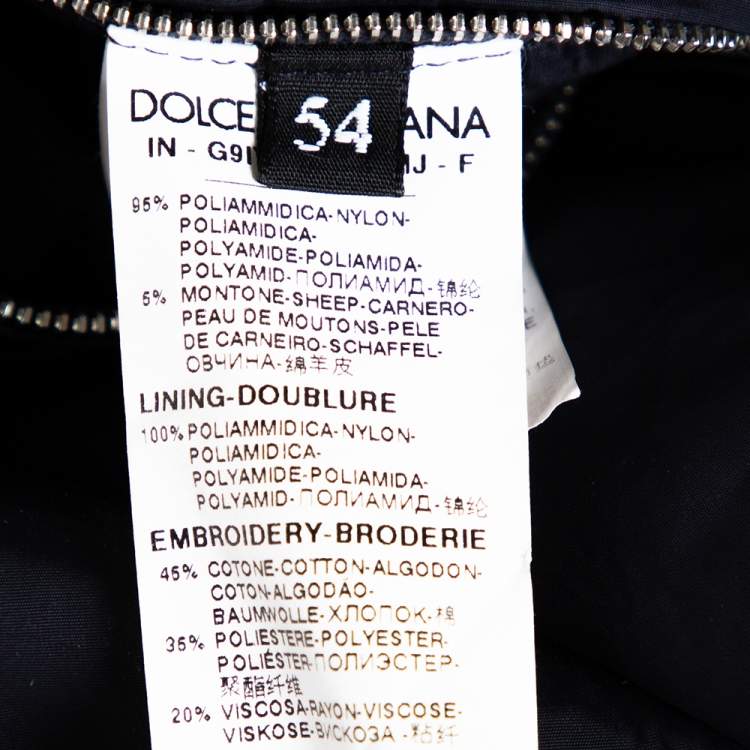 DOLCE ANA
54
IN - G9 MJ - F
95% POLIAMMIDICA-NYLON-
POLIAMIDICA-
POLYAMIDE-POLIAMIDA-
POLYAMID-ПОЛИАМИД-锦纶
5% MONTONE-SHEEP-CARNERO-
PEAU DE MOUTONS-PELE
DE CARNEIRO-SCHAFFEL-
ОВЧИНА-绵羊皮
LINING-DOUBLURE
100% POLIAMMIDICA-NYLON-
POLIAMIDICA-
POLYAMIDE-POLIAMIDA-
POLYAMID-ПОЛИАМИД-锦纶
EMBROIDERY-BRODERIE
45% COTONE-COTTON-ALGODON-
COTON-ALGODÃO-
BAUMWOLLE-ХЛОПОК-棉
35% POLIESTERE-POLYESTER-
POLIÉSTER-ПОЛИЭСТЕР-
聚酯纤维
20% VISCOSA-RAYON-VISCOSE-
VISKOSE-ВИСКОЗА-粘纤